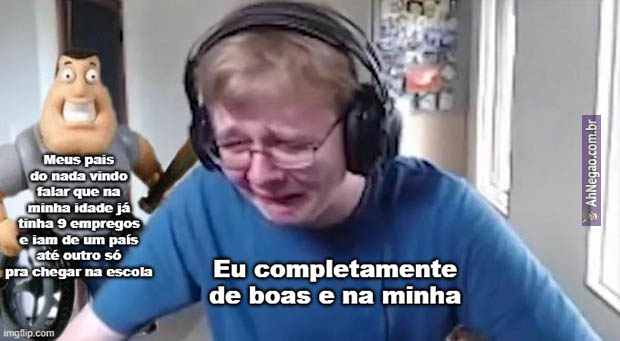 Meus pais
do nada vindo
falar que na
minha idade já
tinha 9 empregos
e iam de um país
até outro só
pra chegar na escola
Eu completamente
de boas e na minha
AhNegao.com.br
imgflip.com